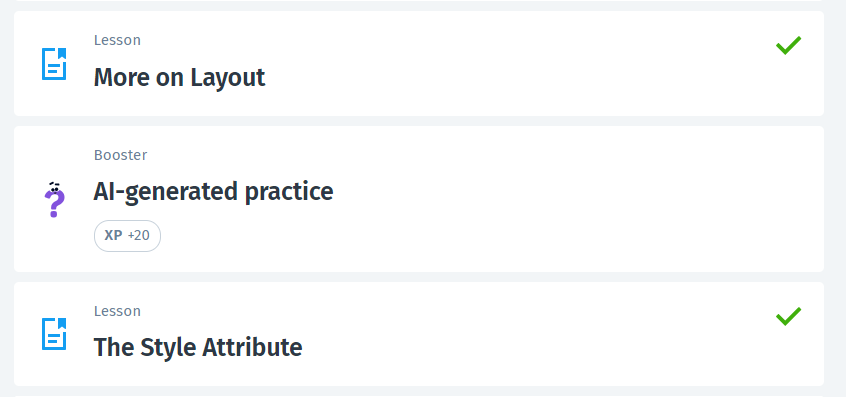 Lesson
More on Layout
Booster
AI-generated practice
XP +20
Lesson
The Style Attribute